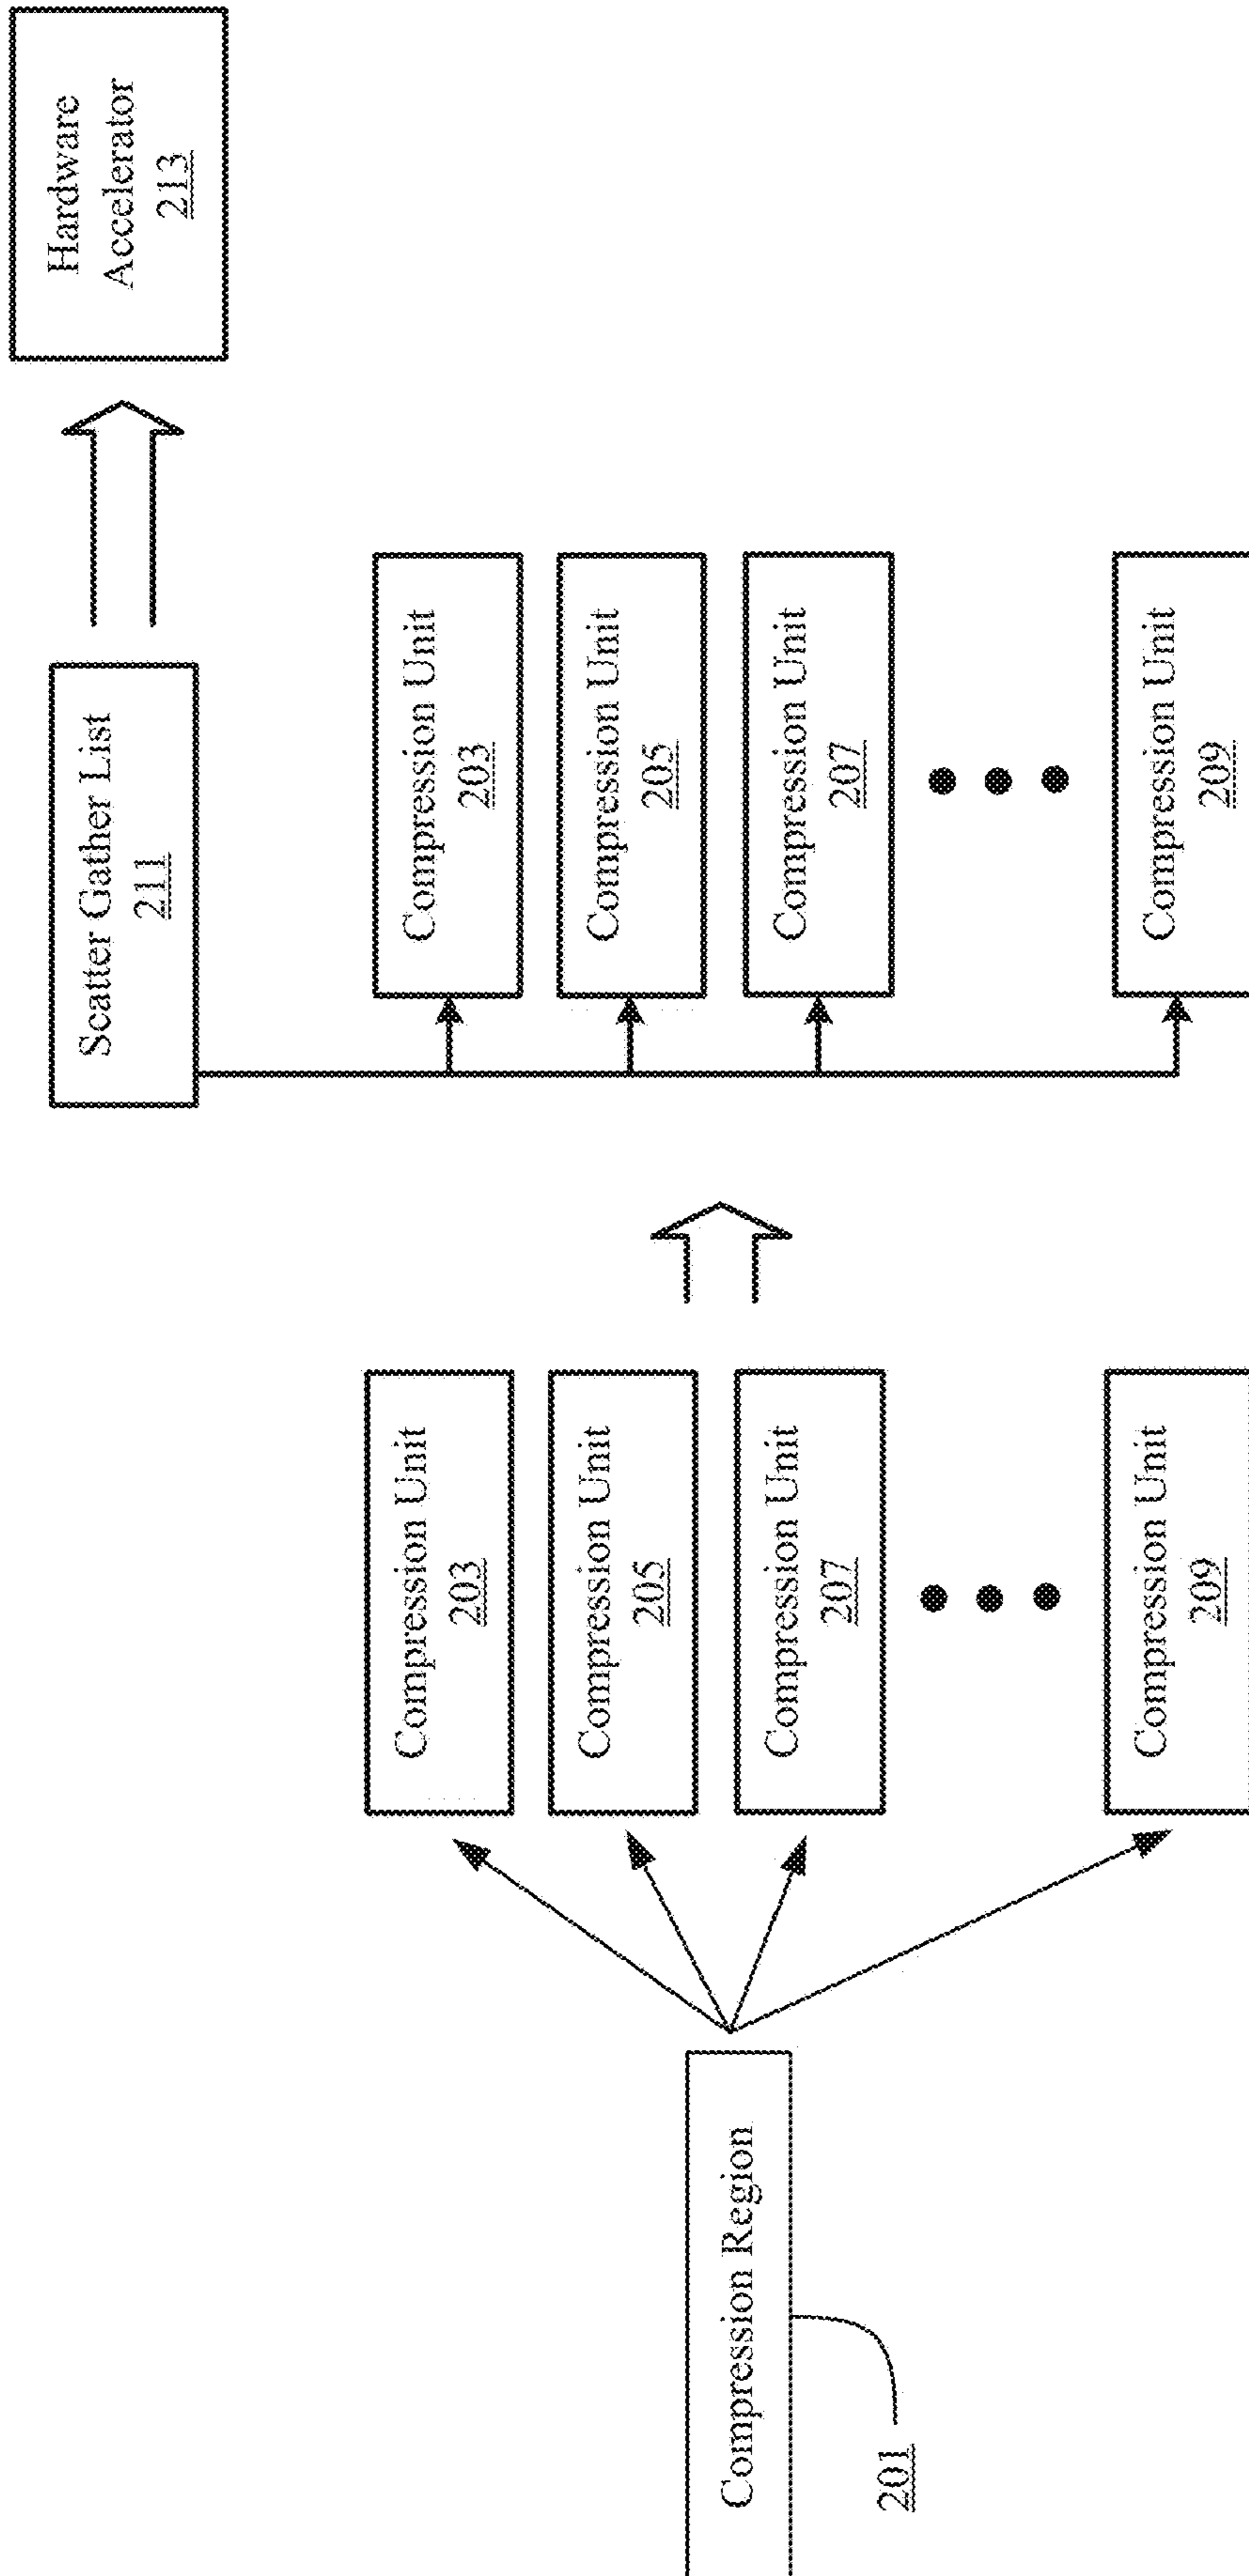 Compression Region
201
Compression Unit
203
Compression Unit
205
Compression Unit
207
Compression Unit
209
Scatter Gather List
211
Compression Unit
203
Compression Unit
205
Compression Unit
207
Compression Unit
209
Hardware
Accelerator
213